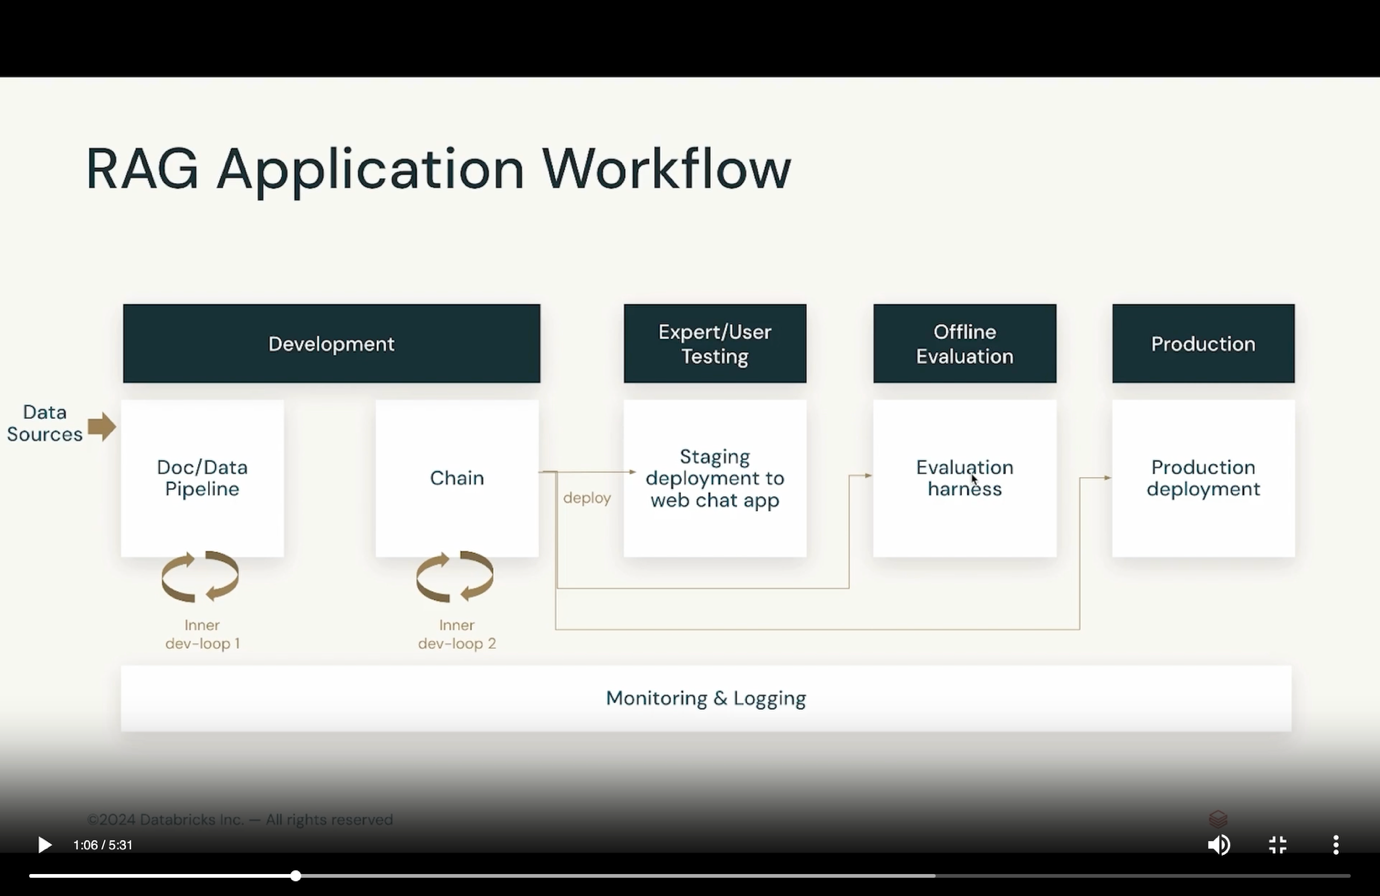 RAG Application Workflow
Development
Expert/User
Testing
Offline
Evaluation
Production
Data
Sources
Doc/Data
Pipeline
Chain
deploy
Staging
deployment to
web chat app
Evaluation
harness
Production
deployment
Inner
dev-loop 1
Inner
dev-loop 2
Monitoring & Logging
©2024 Databricks Inc. — All rights reserved
1:06 / 5:31